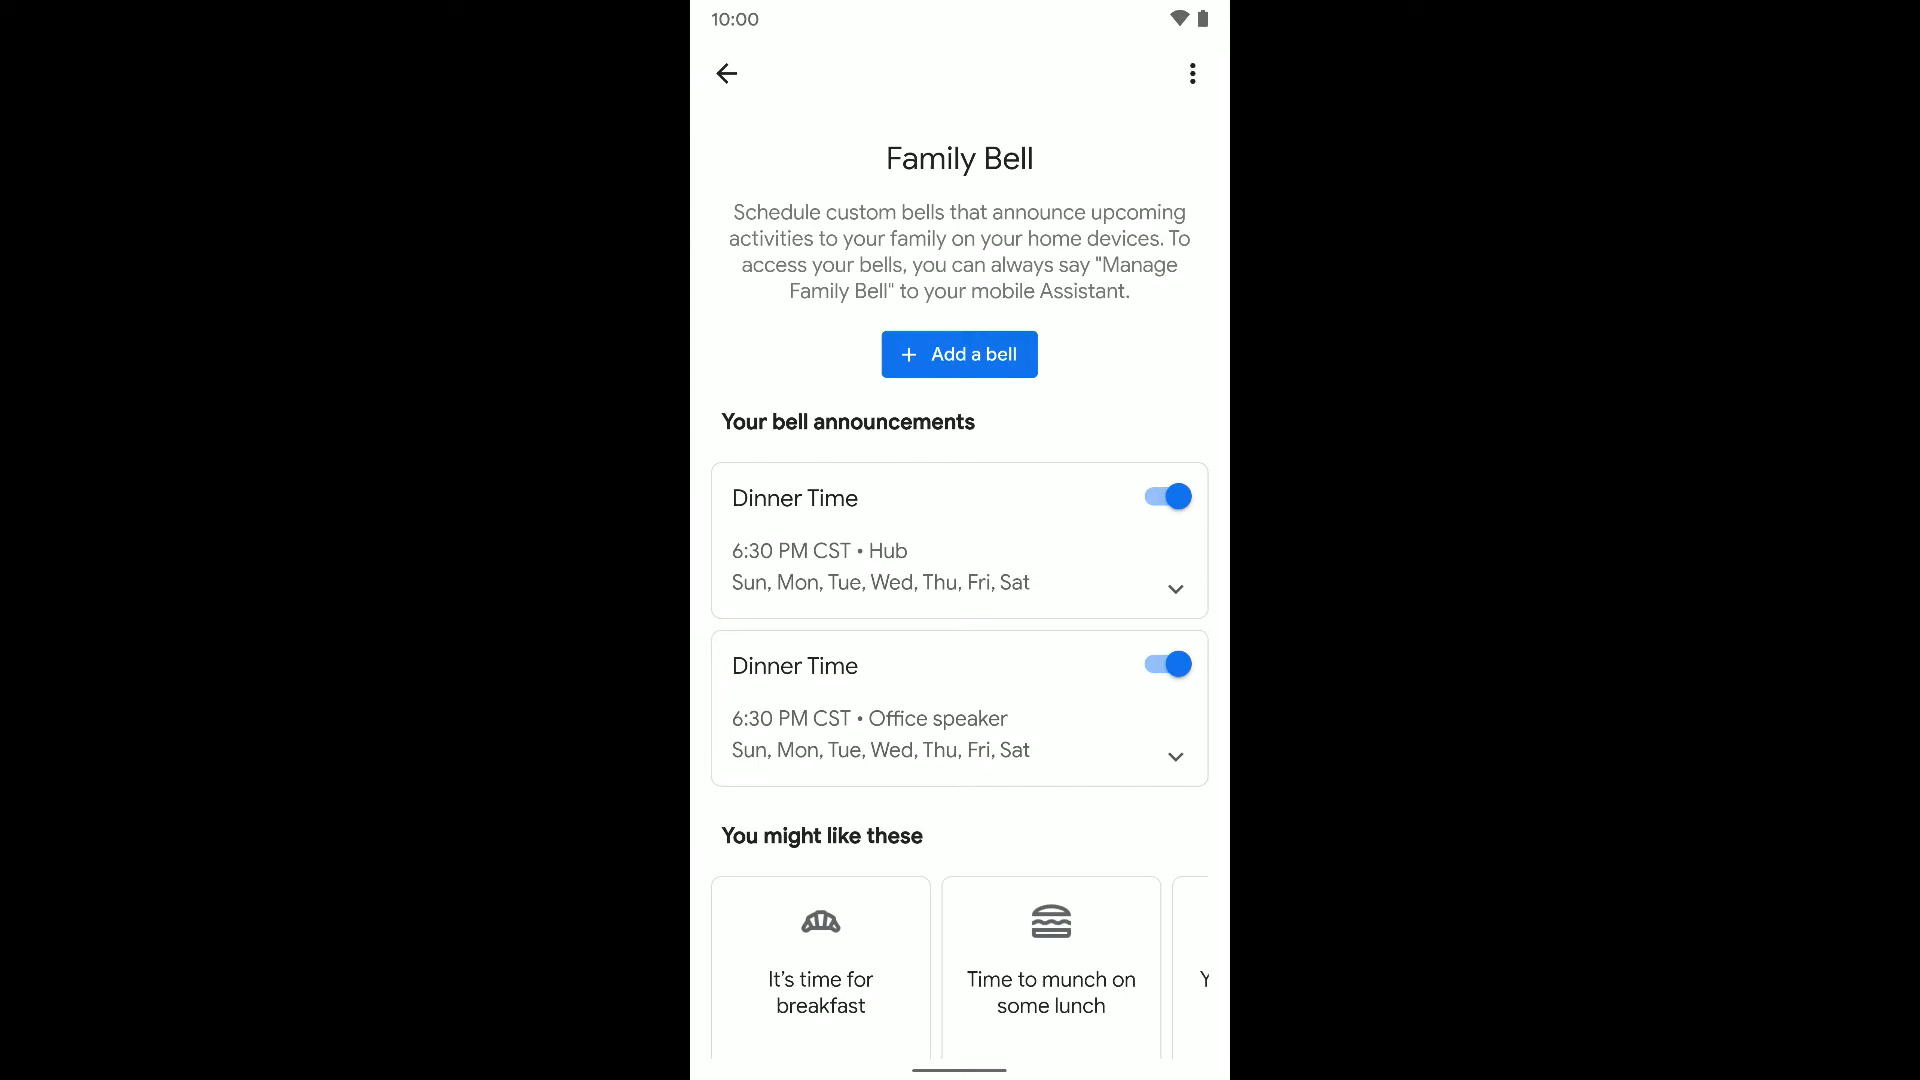 10:00
Family Bell
Schedule custom bells that announce upcoming
activities to your family on your home devices. To
access your bells, you can always say "Manage
Family Bell" to your mobile Assistant.
+ Add a bell
Your bell announcements
Dinner Time
6:30 PM CST • Hub
Sun, Mon, Tue, Wed, Thu, Fri, Sat
Dinner Time
6:30 PM CST • Office speaker
Sun, Mon, Tue, Wed, Thu, Fri, Sat
You might like these
It's time for
breakfast
Time to munch on
some lunch